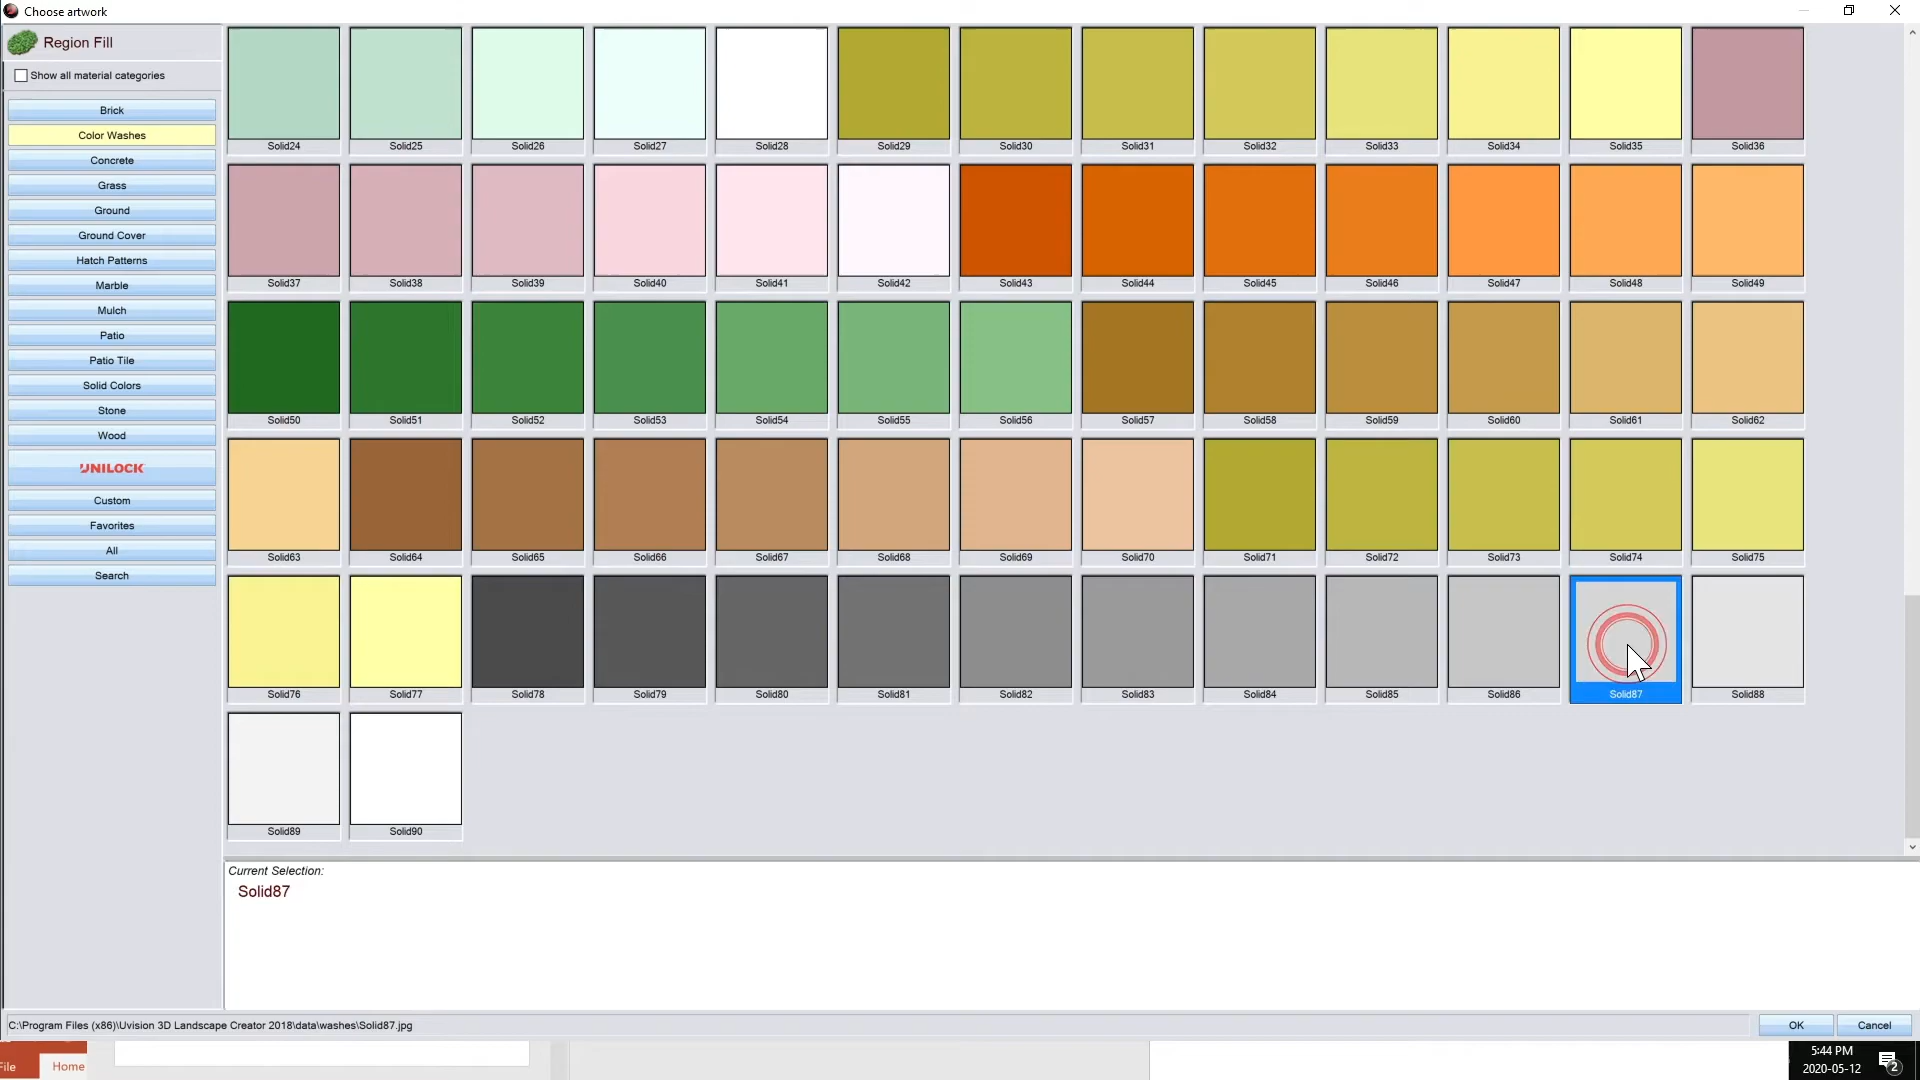 Choose artwork
Region Fill
Show all material categories
Brick
Color Washes
Concrete
Grass
Ground
Ground Cover
Hatch Patterns
Marble
Mulch
Patio
Patio Tile
Solid Colors
Stone
Wood
UNILOCK
Custom
Favorites
All
Search
Solid24 Solid25 Solid26 Solid27 Solid28 Solid29 Solid30 Solid31 Solid32 Solid33 Solid34 Solid35 Solid36
Solid37 Solid38 Solid39 Solid40 Solid41 Solid42 Solid43 Solid44 Solid45 Solid46 Solid47 Solid48 Solid49
Solid50 Solid51 Solid52 Solid53 Solid54 Solid55 Solid56 Solid57 Solid58 Solid59 Solid60 Solid61 Solid62
Solid63 Solid64 Solid65 Solid66 Solid67 Solid68 Solid69 Solid70 Solid71 Solid72 Solid73 Solid74 Solid75
Solid76 Solid77 Solid78 Solid79 Solid80 Solid81 Solid82 Solid83 Solid84 Solid85 Solid86 Solid87 Solid88
Solid89 Solid90
Current Selection:
Solid87
C:\Program Files (x86)\Uvision 3D Landscape Creator 2018\data\washes\Solid87.jpg
OK Cancel
File Home
5:44 PM
2020-05-12
2